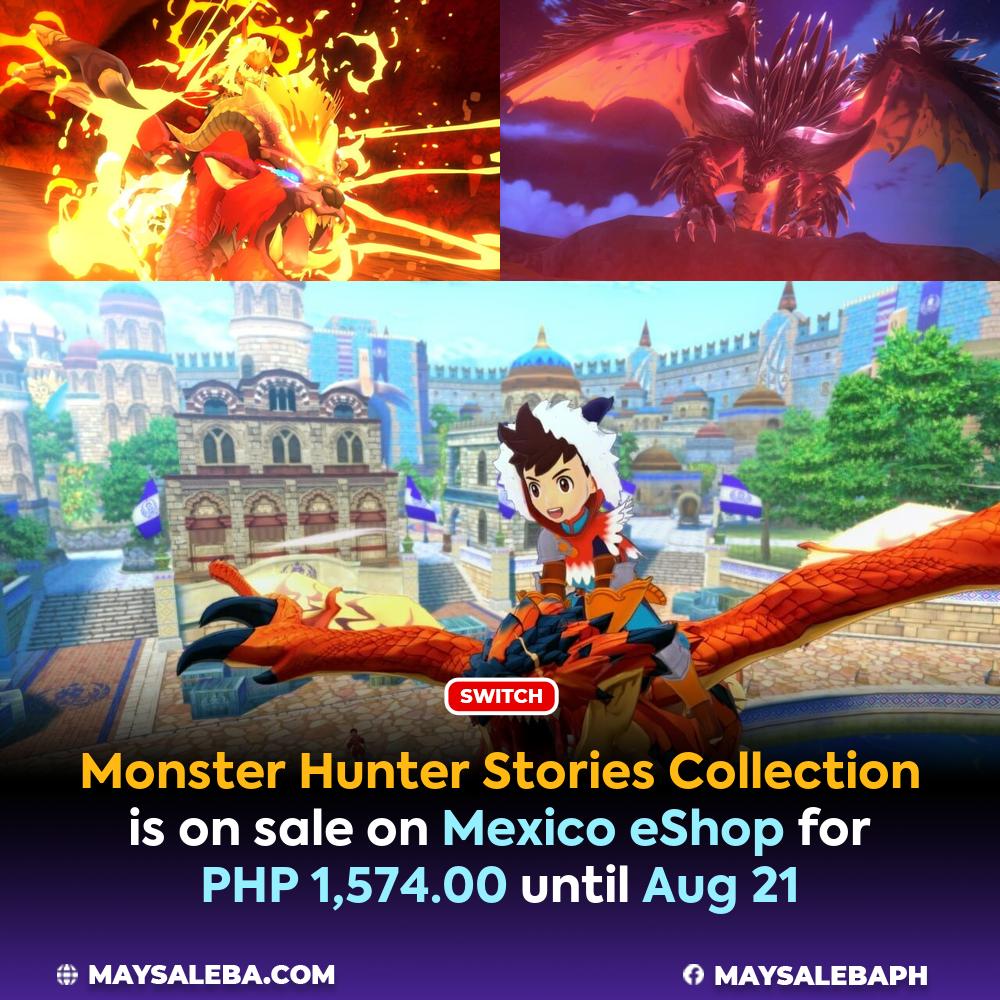 SWITCH
Monster Hunter Stories Collection
is on sale on Mexico eShop for
PHP 1,574.00 until Aug 21
MAYSALEBA.COM
MAYSALEBAPH